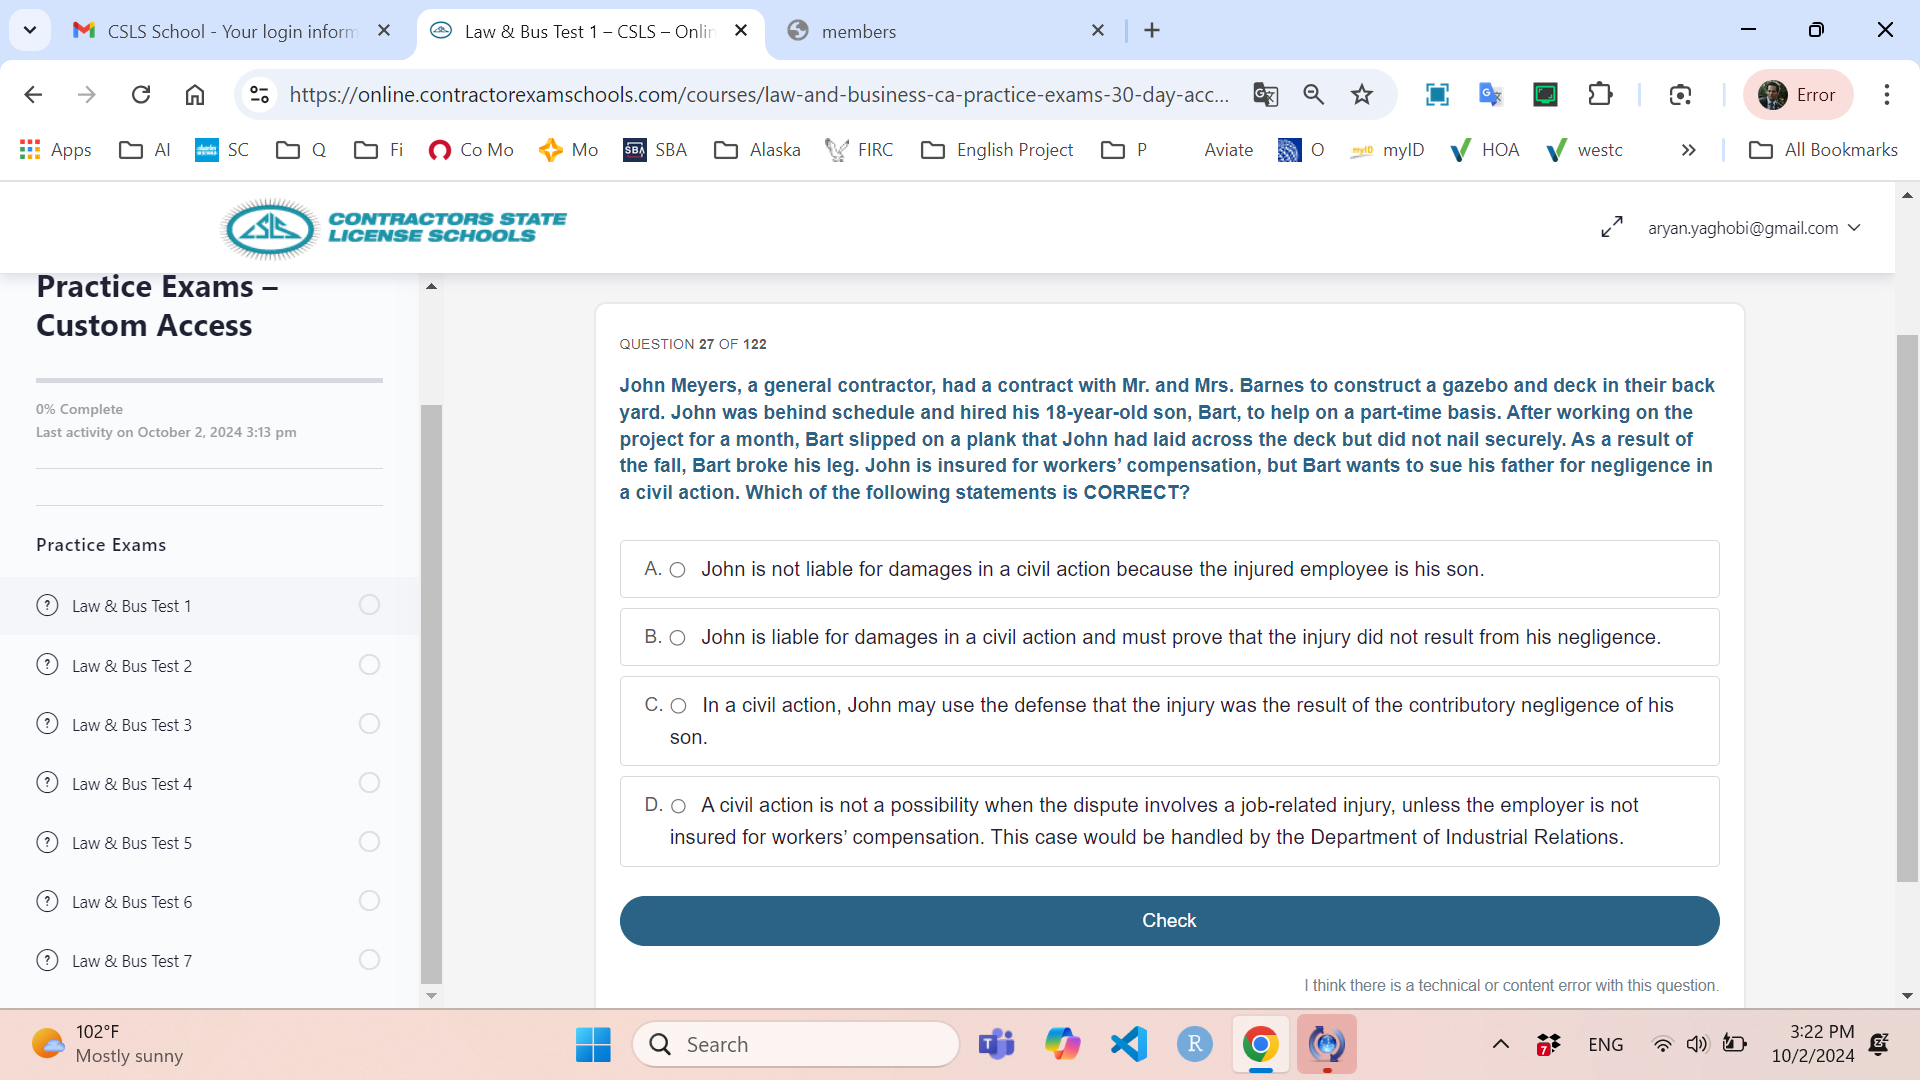 CSLS School - Your login inform
Law & Bus Test 1 – CSLS – Onlin
members
https://online.contractorexamschools.com/courses/law-and-business-ca-practice-exams-30-day-acc...
Error
Apps
AI
SC
Q
Fi
Co Mo
Mo
SBA
SBA
Alaska
FIRC
English Project
P
Aviate
O
myID
myID
HOA
westc
All Bookmarks
CSLS
CONTRACTORS STATE
LICENSE SCHOOLS
aryan.yaghobi@gmail.com
Practice Exams –
Custom Access
0% Complete
Last activity on October 2, 2024 3:13 pm
Practice Exams
Law & Bus Test 1
Law & Bus Test 2
Law & Bus Test 3
Law & Bus Test 4
Law & Bus Test 5
Law & Bus Test 6
Law & Bus Test 7
QUESTION 27 OF 122
John Meyers, a general contractor, had a contract with Mr. and Mrs. Barnes to construct a gazebo and deck in their back
yard. John was behind schedule and hired his 18-year-old son, Bart, to help on a part-time basis. After working on the
project for a month, Bart slipped on a plank that John had laid across the deck but did not nail securely. As a result of
the fall, Bart broke his leg. John is insured for workers’ compensation, but Bart wants to sue his father for negligence in
a civil action. Which of the following statements is CORRECT?
A. John is not liable for damages in a civil action because the injured employee is his son.
B. John is liable for damages in a civil action and must prove that the injury did not result from his negligence.
C. In a civil action, John may use the defense that the injury was the result of the contributory negligence of his
son.
D. A civil action is not a possibility when the dispute involves a job-related injury, unless the employer is not
insured for workers’ compensation. This case would be handled by the Department of Industrial Relations.
Check
I think there is a technical or content error with this question.
102°F
Mostly sunny
Search
R
7
ENG
3:22 PM
10/2/2024